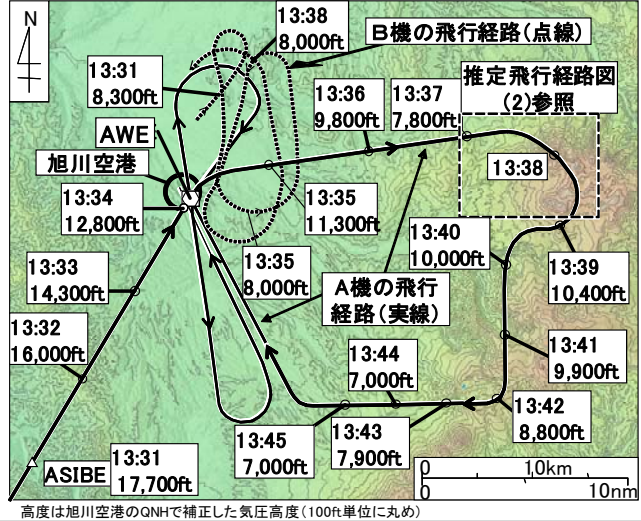 N
13:38
8,000ft
B機の飛行経路(点線)
13:31
8,300ft
推定飛行経路図
(2)参照
13:36
9,800ft
13:37
7,800ft
AWE
旭川空港
13:38
13:34
12,800ft
13:35
11,300ft
13:40
10,000ft
13:33
14,300ft
13:35
8,000ft
A機の飛行
経路(実線)
13:39
10,400ft
13:32
16,000ft
13:41
9,900ft
13:44
7,000ft
13:42
8,800ft
13:45
7,000ft
13:43
7,900ft
ASIBE
13:31
17,700ft
0 10km
0 10nm
高度は旭川空港のQNHで補正した気圧高度(100ft単位に丸め)